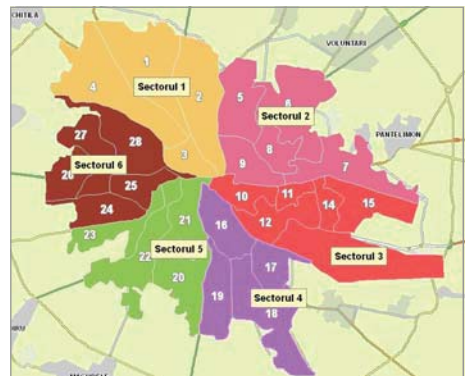 CHITILA
1
VOLUNTARI
4
Sectorul 1
2
5
6
Sectorul 2
27
28
PANTELIMON
3
8
Sectorul 6
9
7
25
10
11
24
21
14
15
16
12
23
Sectorul 5
22
17
Sectorul 3
20
19
Sectorul 4
18